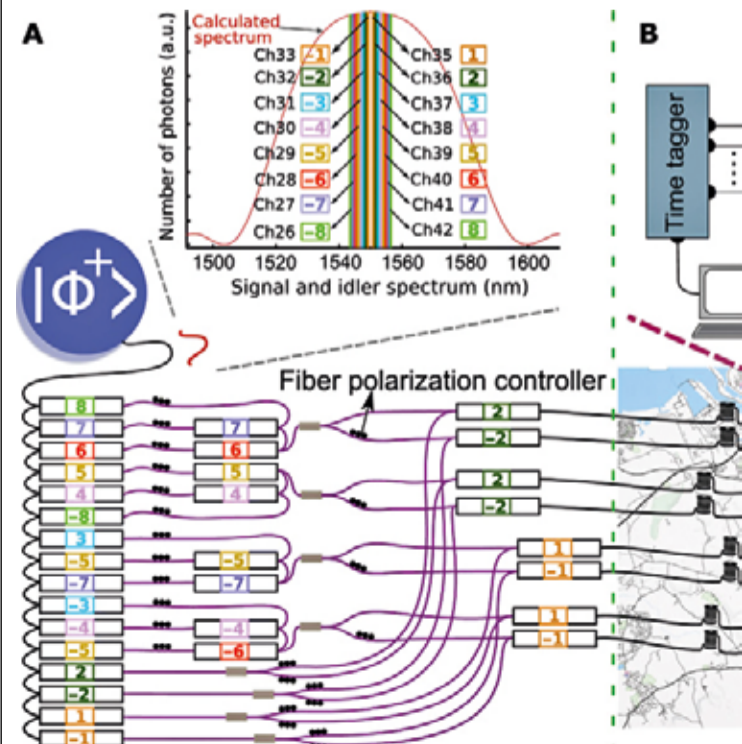 A
Calculated
spectrum
Number of photons (a.u.)
Ch33 -1
Ch32 -2
Ch31 -3
Ch30 -4
Ch29 -5
Ch28 -6
Ch27 -7
Ch26 -8
Ch35 1
Ch36 2
Ch37 3
Ch38 4
Ch39 5
Ch40 6
Ch41 7
Ch42 8
1500 1520 1540 1560 1580 1600
Signal and idler spectrum (nm)
B
Time tagger
|Φ⁺>
Fiber polarization controller
8
7
6
5
4
-8
3
-5
-7
-3
-4
-5
2
-2
1
-1
7
6
5
4
-5
-7
-4
-6
2
-2
2
-2
1
-1
1
-1